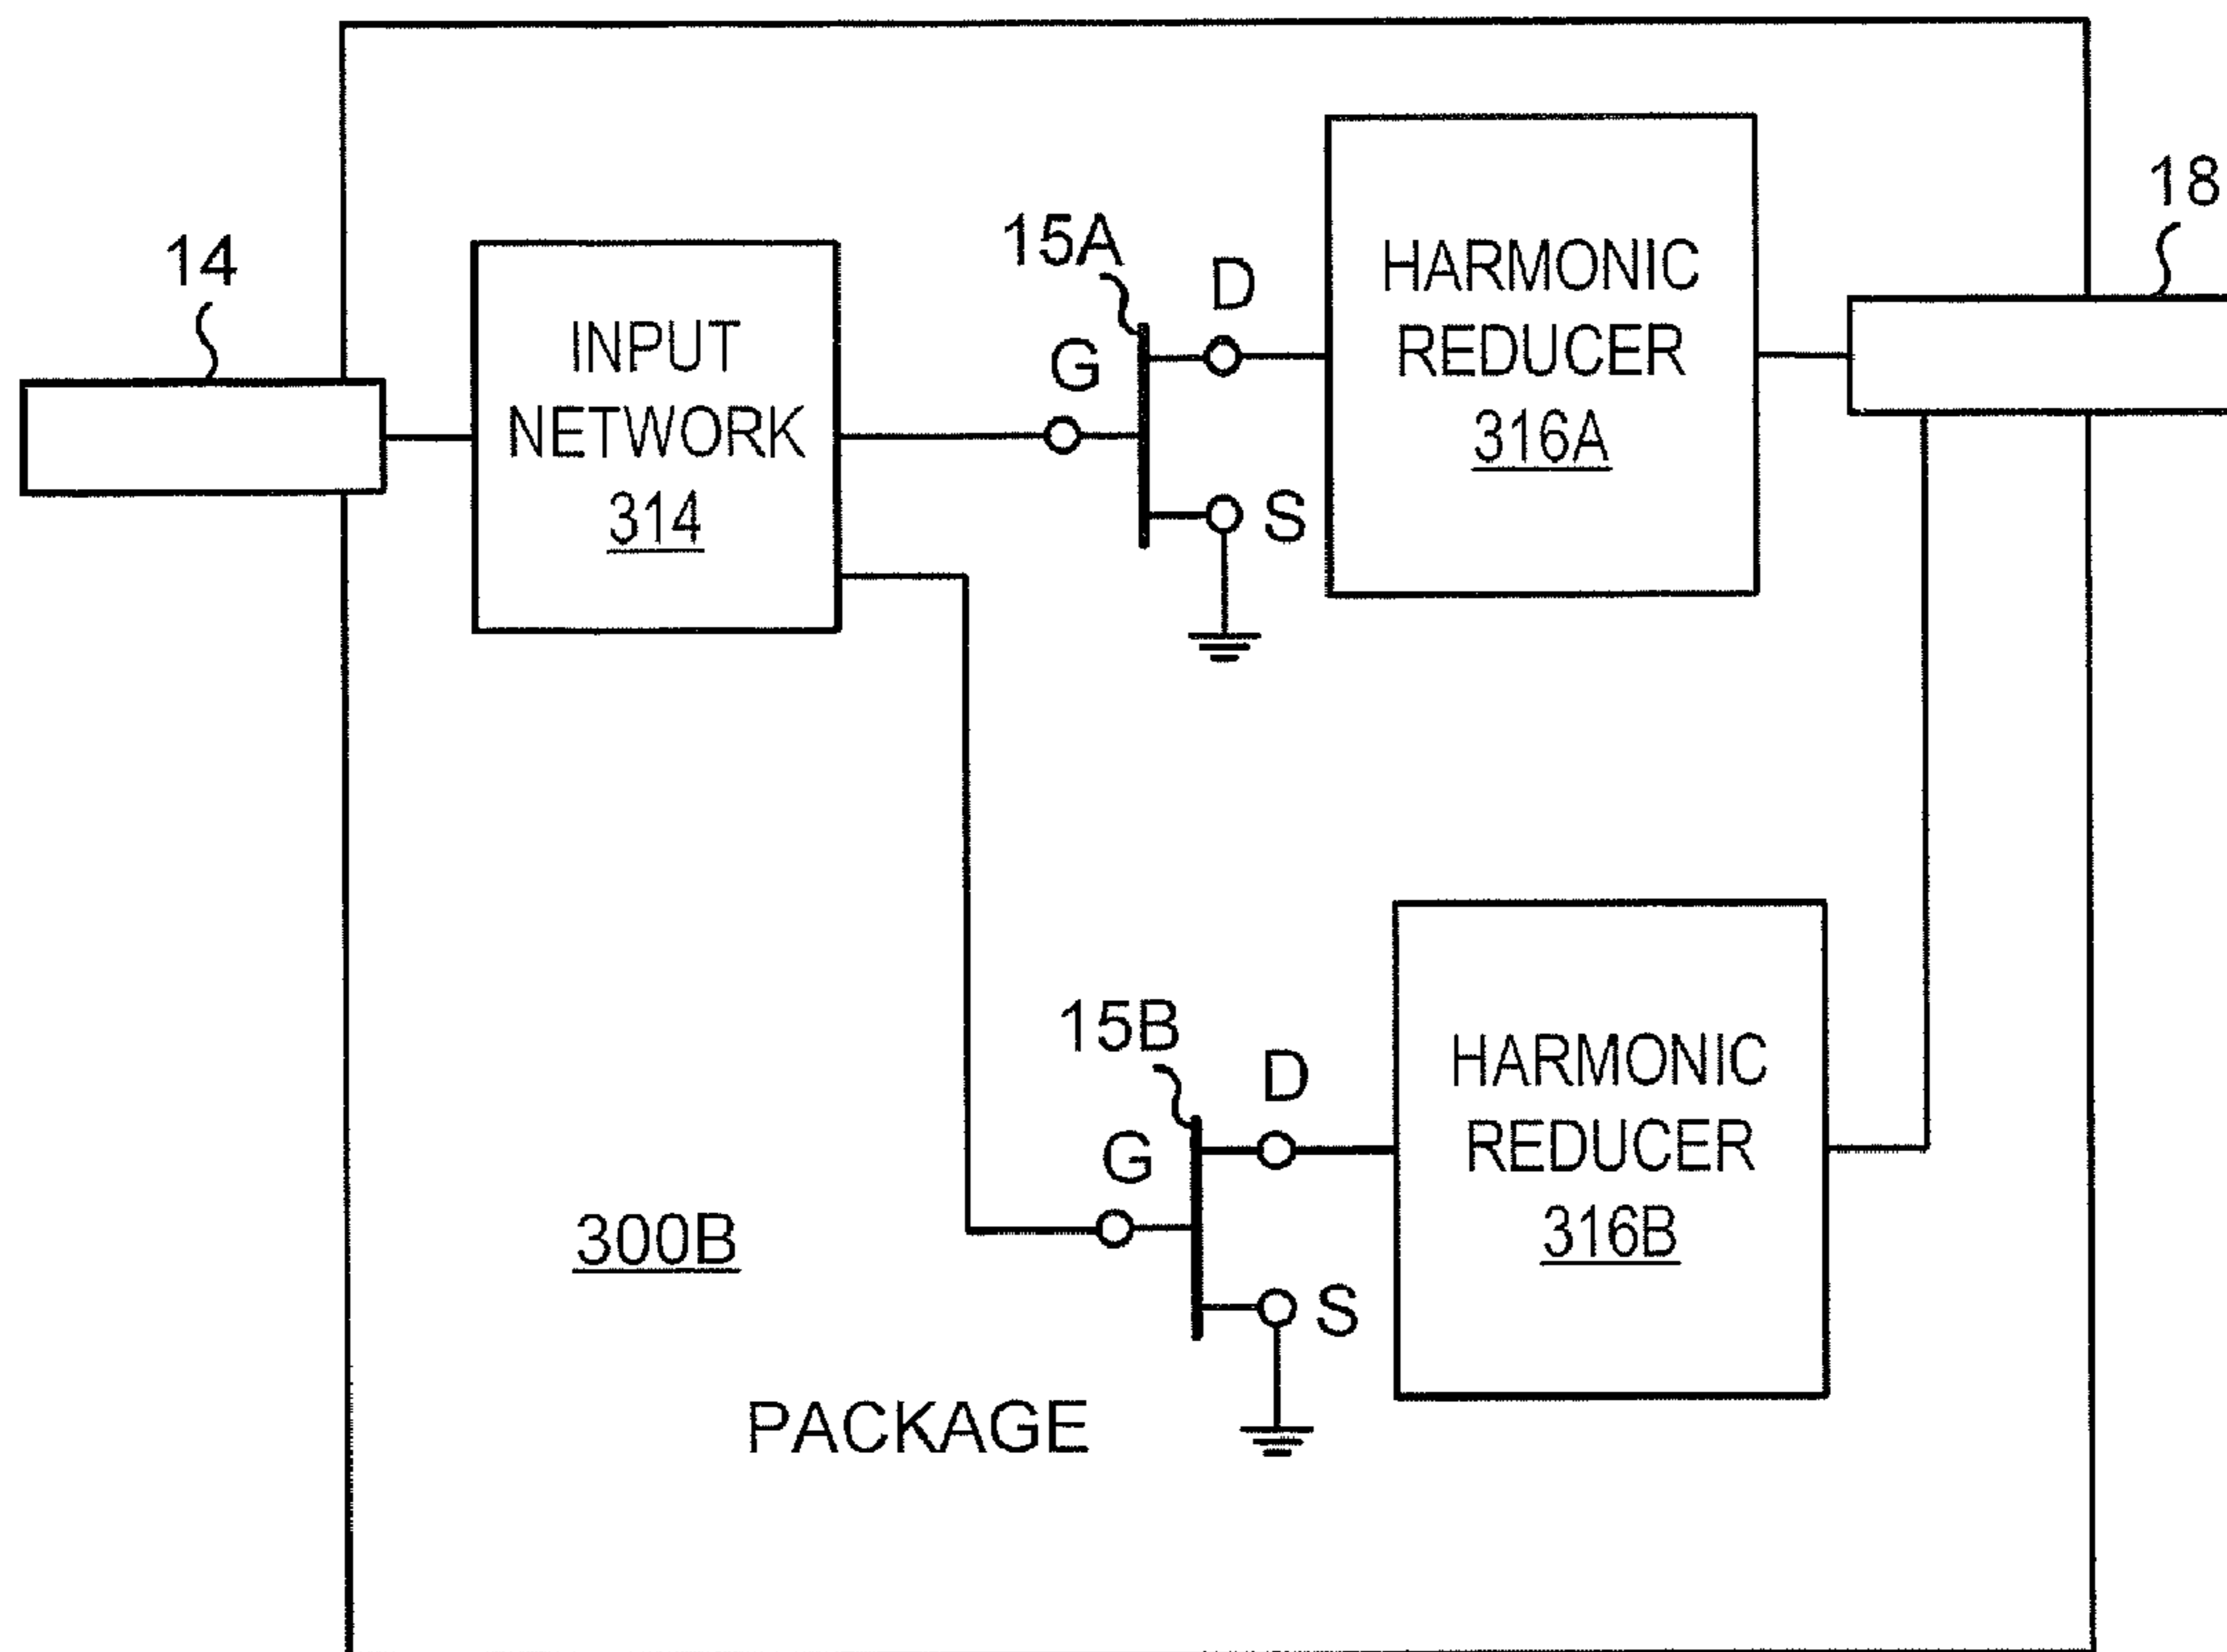 14
INPUT
NETWORK
314
15A
G
D
S
HARMONIC
REDUCER
316A
18
15B
G
D
S
HARMONIC
REDUCER
316B
300B
PACKAGE